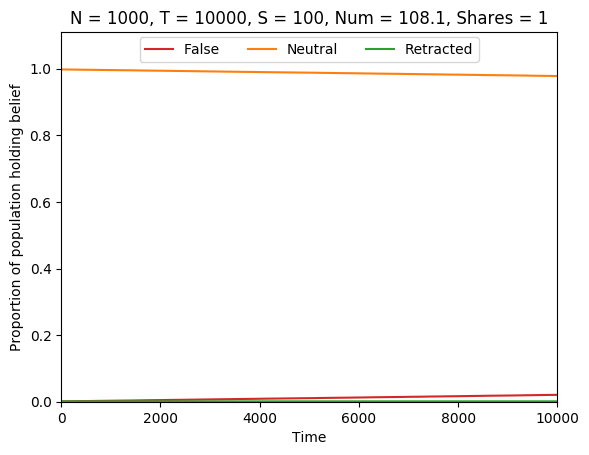 N = 1000, T = 10000, S = 100, Num = 108.1, Shares = 1
False
Neutral
Retracted
Proportion of population holding belief
1.0
0.8
0.6
0.4
0.2
0.0
0
2000
4000
6000
8000
10000
Time